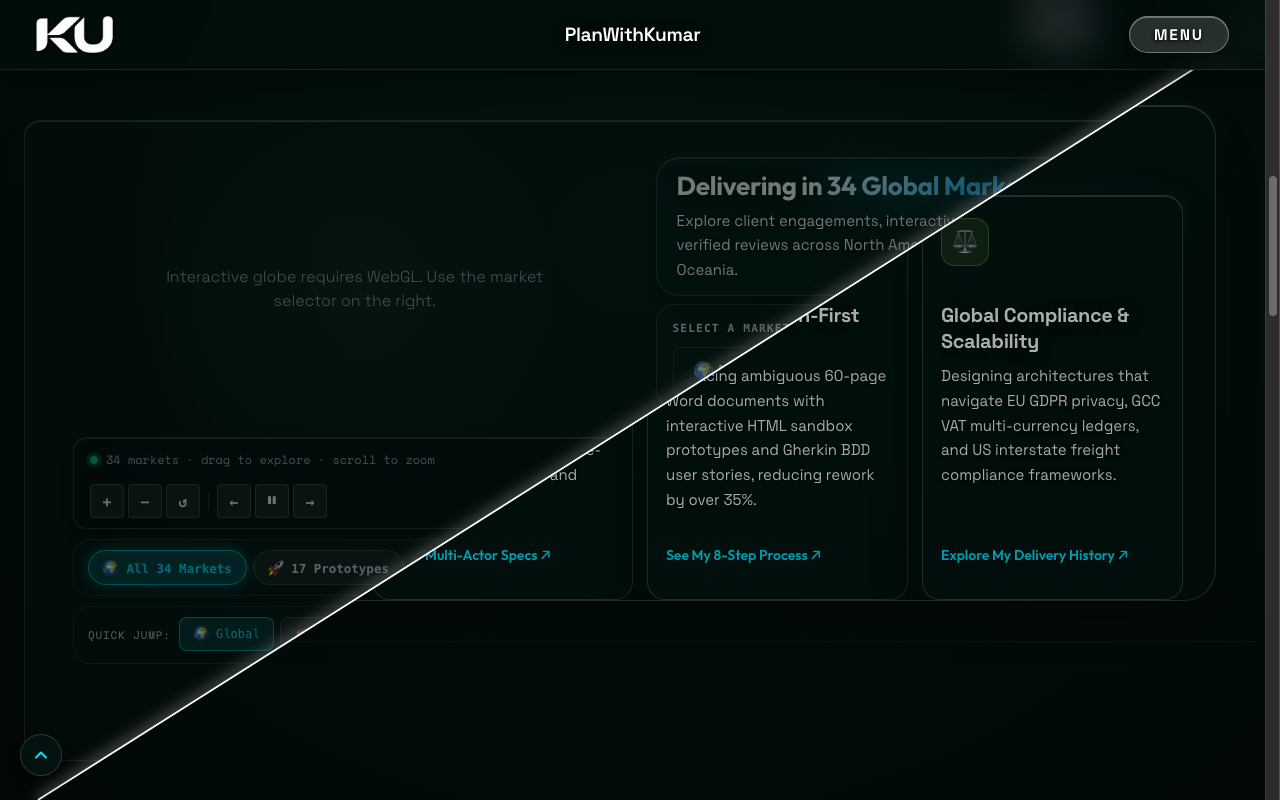 KU
PlanWithKumar
MENU
Interactive globe requires WebGL. Use the market
selector on the right.
34 markets · drag to explore · scroll to zoom
+ − ↺ ← → 
All 34 Markets
17 Prototypes
QUICK JUMP:
Global
Delivering in 34 Global Mark
Explore client engagements,
verified reviews across North
Oceania.
SELECT A MARKET
-First
ambiguous 60-page
Word documents with
interactive HTML sandbox
prototypes and Gherkin BDD
user stories, reducing rework
by over 35%.
See My 8-Step Process ↗
and
Multi-Actor Specs ↗
Global Compliance &
Scalability
Designing architectures that
navigate EU GDPR privacy, GCC
VAT multi-currency ledgers,
and US interstate freight
compliance frameworks.
Explore My Delivery History ↗